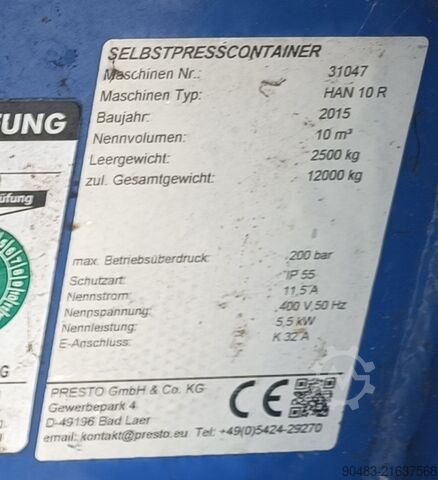 SELBSTPRESSCONTAINER
Maschinen Nr.: 31047
Maschinen Typ: HAN 10 R
Baujahr: 2015
Nennvolumen: 10 m³
Leergewicht: 2500 kg
zul. Gesamtgewicht: 12000 kg
max. Betriebsüberdruck: 200 bar
Schutzart: IP 55
Nennstrom: 11,5 A
Nennspannung: 400 V,50 Hz
Nennleistung: 5,5 kW
E-Anschluss: K 32 A
PRESTO GmbH & Co. KG
Gewerbepark 4
D-49196 Bad Laer
email: kontakt@presto.eu Tel.: +49(0)5424-29270
CE
TUNG
rüfung
G
90483-21637568